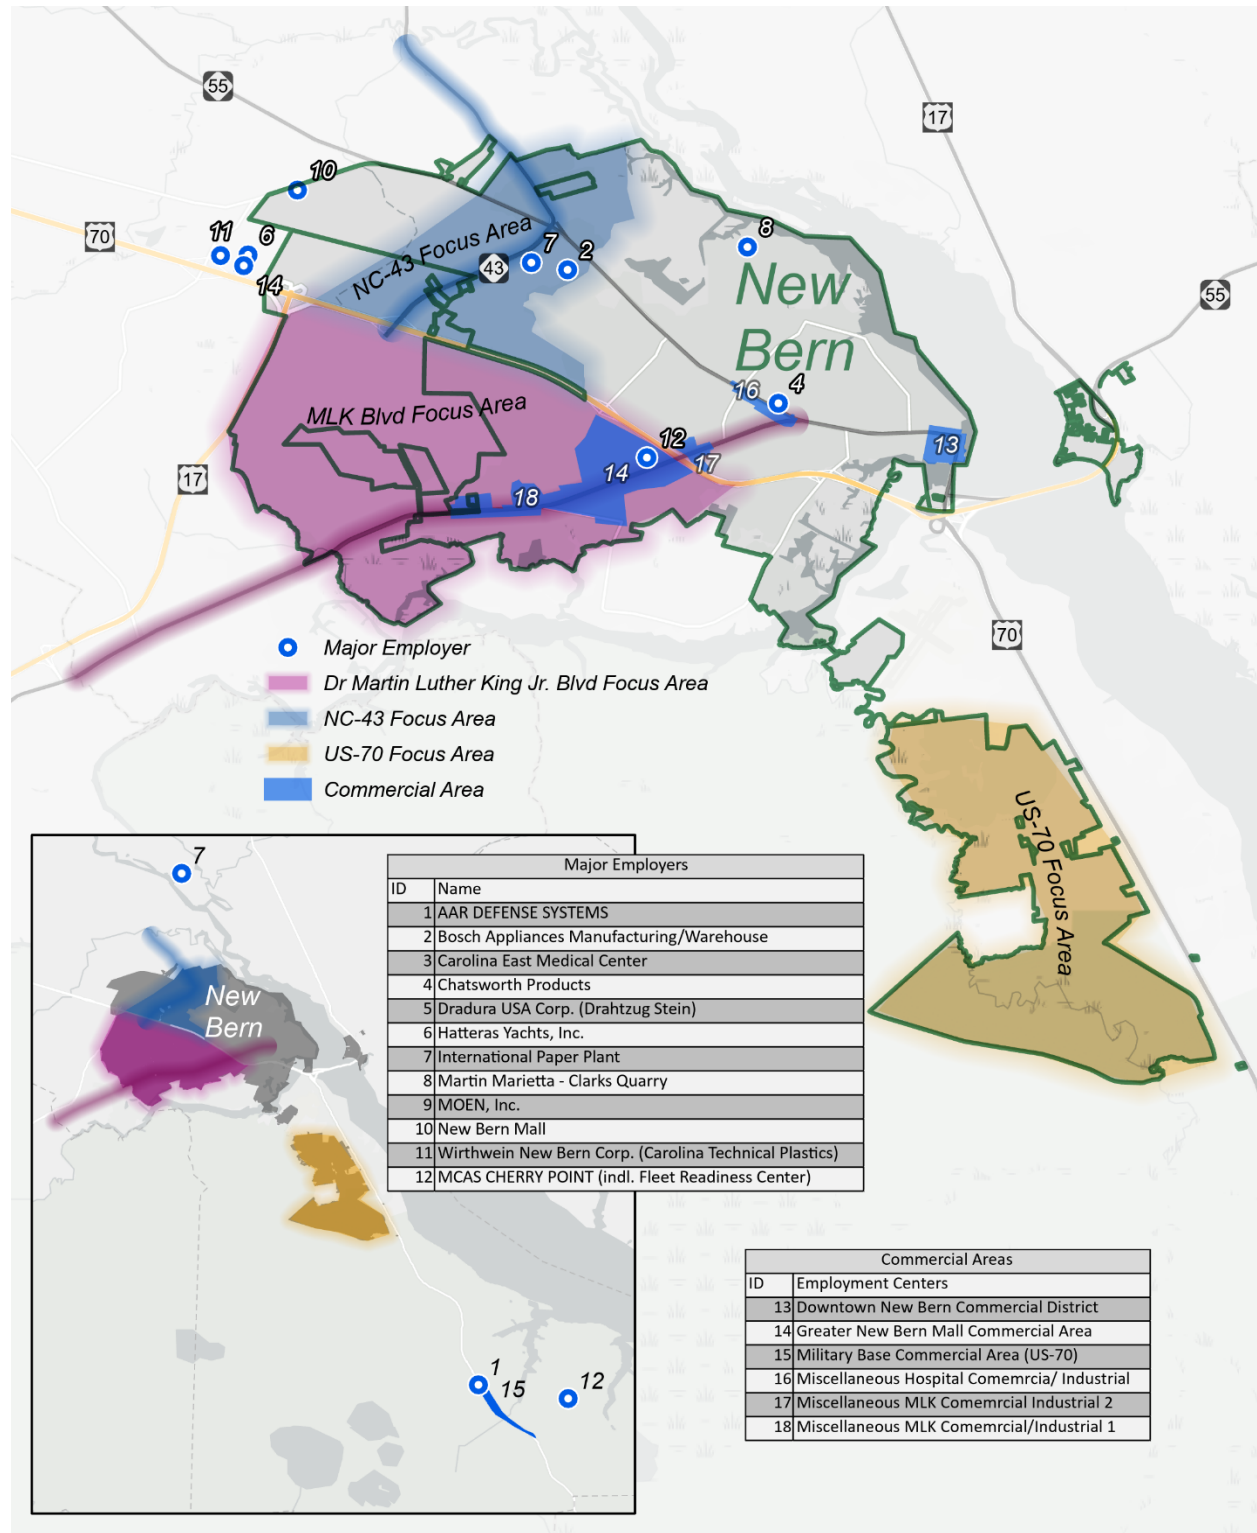 55
17
10
70
11
6
14
NC-43 Focus Area
43
7
2
8
New
Bern
55
MLK Blvd Focus Area
16
4
12
14
17
13
17
18
70
Major Employer
Dr Martin Luther King Jr. Blvd Focus Area
NC-43 Focus Area
US-70 Focus Area
Commercial Area
US-70 Focus Area
7
New
Bern
1
15
12
Major Employers
ID Name
1 AAR DEFENSE SYSTEMS
2 Bosch Appliances Manufacturing/Warehouse
3 Carolina East Medical Center
4 Chatsworth Products
5 Dradura USA Corp. (Drahtzug Stein)
6 Hatteras Yachts, Inc.
7 International Paper Plant
8 Martin Marietta - Clarks Quarry
9 MOEN, Inc.
10 New Bern Mall
11 Wirthwein New Bern Corp. (Carolina Technical Plastics)
12 MCAS CHERRY POINT (indl. Fleet Readiness Center)
Commercial Areas
ID Employment Centers
13 Downtown New Bern Commercial District
14 Greater New Bern Mall Commercial Area
15 Military Base Commercial Area (US-70)
16 Miscellaneous Hospital Comemrcia/ Industrial
17 Miscellaneous MLK Comemrcial Industrial 2
18 Miscellaneous MLK Comemrcial/Industrial 1